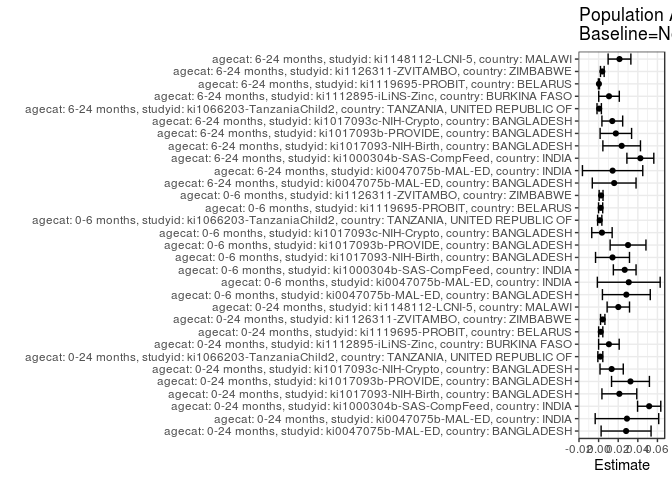 Population A
Baseline=N
agecat: 6-24 months, studyid: ki1148112-LCNI-5, country: MALAWI
agecat: 6-24 months, studyid: ki1126311-ZVITAMBO, country: ZIMBABWE
agecat: 6-24 months, studyid: ki1119695-PROBIT, country: BELARUS
agecat: 6-24 months, studyid: ki1112895-iLiNS-Zinc, country: BURKINA FASO
agecat: 6-24 months, studyid: ki1066203-TanzaniaChild2, country: TANZANIA, UNITED REPUBLIC OF
agecat: 6-24 months, studyid: ki1017093c-NIH-Crypto, country: BANGLADESH
agecat: 6-24 months, studyid: ki1017093b-PROVIDE, country: BANGLADESH
agecat: 6-24 months, studyid: ki1017093-NIH-Birth, country: BANGLADESH
agecat: 6-24 months, studyid: ki1000304b-SAS-CompFeed, country: INDIA
agecat: 6-24 months, studyid: ki0047075b-MAL-ED, country: INDIA
agecat: 6-24 months, studyid: ki0047075b-MAL-ED, country: BANGLADESH
agecat: 0-6 months, studyid: ki1126311-ZVITAMBO, country: ZIMBABWE
agecat: 0-6 months, studyid: ki1119695-PROBIT, country: BELARUS
agecat: 0-6 months, studyid: ki1066203-TanzaniaChild2, country: TANZANIA, UNITED REPUBLIC OF
agecat: 0-6 months, studyid: ki1017093c-NIH-Crypto, country: BANGLADESH
agecat: 0-6 months, studyid: ki1017093b-PROVIDE, country: BANGLADESH
agecat: 0-6 months, studyid: ki1017093-NIH-Birth, country: BANGLADESH
agecat: 0-6 months, studyid: ki1000304b-SAS-CompFeed, country: INDIA
agecat: 0-6 months, studyid: ki0047075b-MAL-ED, country: INDIA
agecat: 0-6 months, studyid: ki0047075b-MAL-ED, country: BANGLADESH
agecat: 0-24 months, studyid: ki1148112-LCNI-5, country: MALAWI
agecat: 0-24 months, studyid: ki1126311-ZVITAMBO, country: ZIMBABWE
agecat: 0-24 months, studyid: ki1119695-PROBIT, country: BELARUS
agecat: 0-24 months, studyid: ki1112895-iLiNS-Zinc, country: BURKINA FASO
agecat: 0-24 months, studyid: ki1066203-TanzaniaChild2, country: TANZANIA, UNITED REPUBLIC OF
agecat: 0-24 months, studyid: ki1017093c-NIH-Crypto, country: BANGLADESH
agecat: 0-24 months, studyid: ki1017093b-PROVIDE, country: BANGLADESH
agecat: 0-24 months, studyid: ki1017093-NIH-Birth, country: BANGLADESH
agecat: 0-24 months, studyid: ki1000304b-SAS-CompFeed, country: INDIA
agecat: 0-24 months, studyid: ki0047075b-MAL-ED, country: INDIA
agecat: 0-24 months, studyid: ki0047075b-MAL-ED, country: BANGLADESH
-0.02 0.00 0.02 0.04 0.06
Estimate